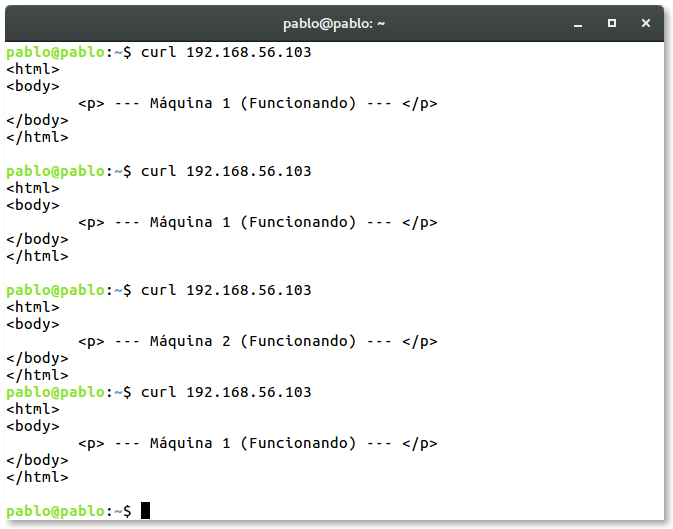 pablo@pablo: ~
pablo@pablo:~$ curl 192.168.56.103
<html>
<body>
        <p> --- Máquina 1 (Funcionando) --- </p>
</body>
</html>

pablo@pablo:~$ curl 192.168.56.103
<html>
<body>
        <p> --- Máquina 1 (Funcionando) --- </p>
</body>
</html>

pablo@pablo:~$ curl 192.168.56.103
<html>
<body>
        <p> --- Máquina 2 (Funcionando) --- </p>
</body>
</html>
pablo@pablo:~$ curl 192.168.56.103
<html>
<body>
        <p> --- Máquina 1 (Funcionando) --- </p>
</body>
</html>

pablo@pablo:~$